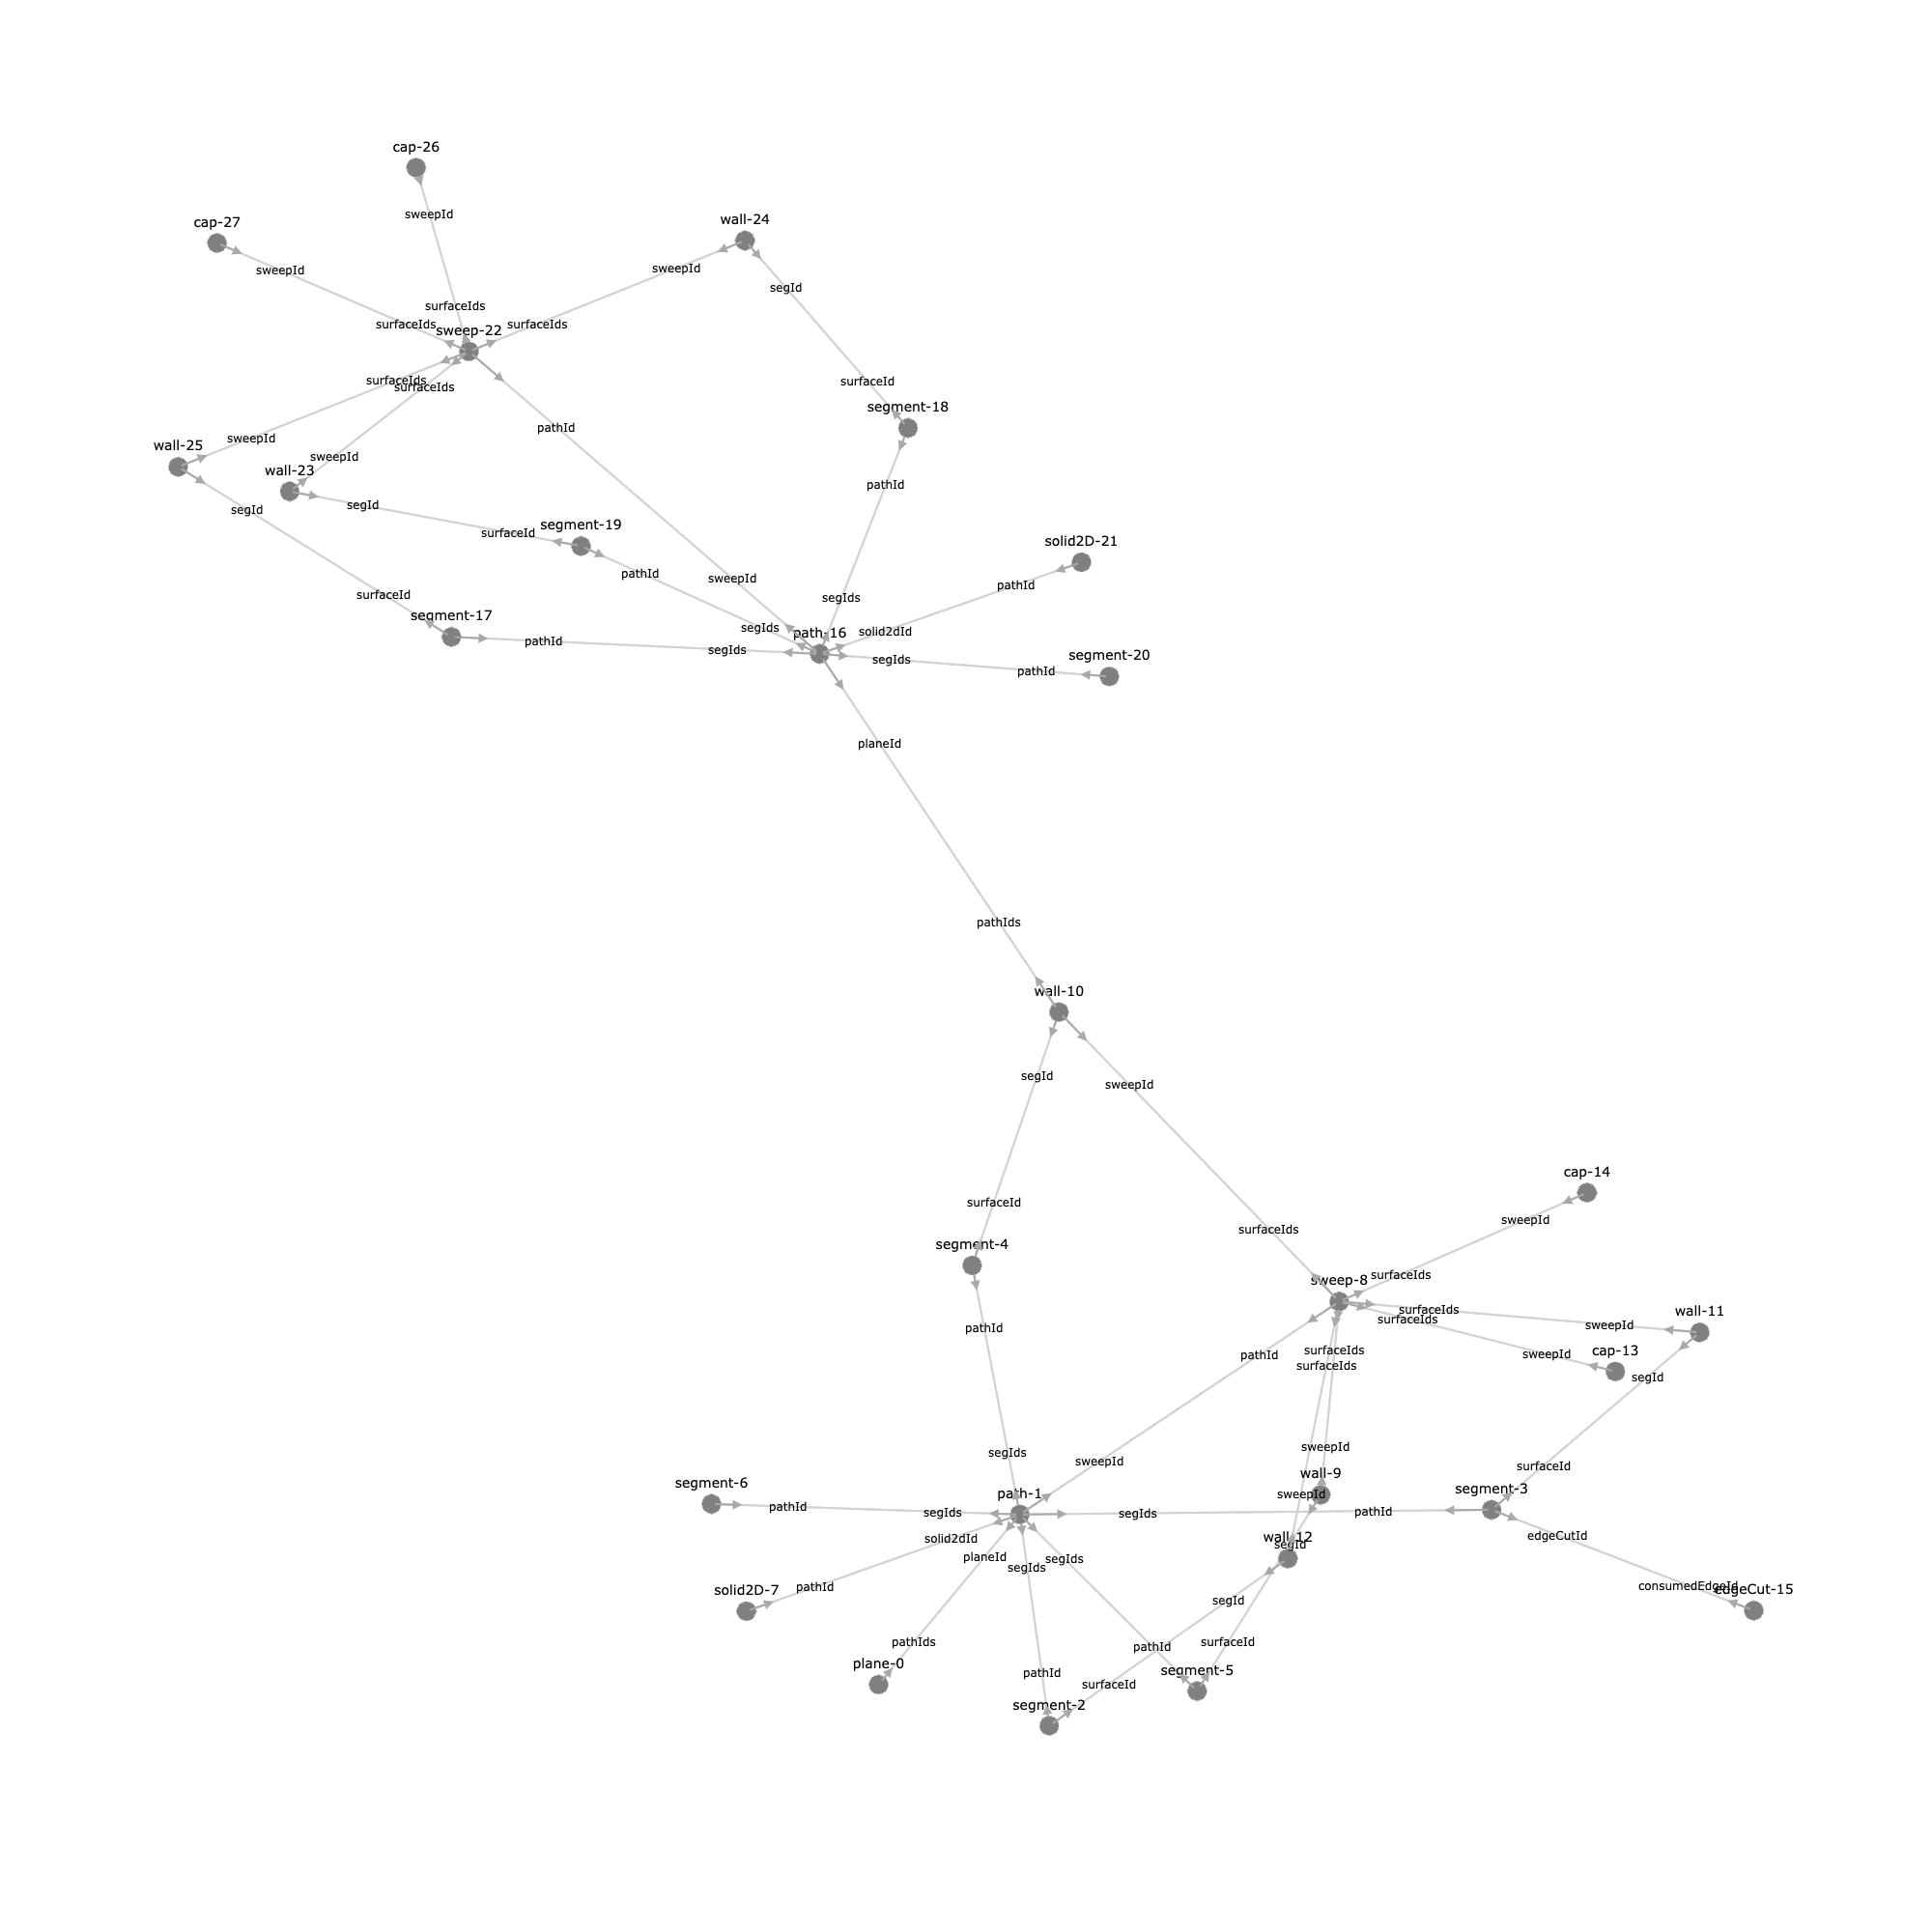 cap-26
sweepId
cap-27
sweepId
wall-24
sweepId
segId
surfaceIds
surfaceIds
surfaceIds
sweep-22
surfaceIds
surfaceIds
surfaceId
segment-18
pathId
wall-25
sweepId
wall-23
sweepId
segId
segId
pathId
segment-19
surfaceId
pathId
solid2D-21
pathId
sweepId
segIds
surfaceId
segment-17
pathId
segIds
segIds
path-16
solid2dId
segIds
segment-20
pathId
planeId
pathIds
wall-10
segId
sweepId
surfaceId
segment-4
pathId
surfaceIds
cap-14
sweepId
sweep-8
surfaceIds
surfaceIds
surfaceIds
wall-11
sweepId
cap-13
sweepId
segId
pathId
surfaceIds
surfaceIds
segIds
sweepId
sweepId
wall-9
sweepId
surfaceId
segment-3
segment-6
pathId
segIds
path-1
segIds
pathId
edgeCutId
solid2dId
planeId
segIds
segIds
wall-12
segId
solid2D-7
pathId
segId
consumedEdgeId
edgeCut-15
pathIds
plane-0
pathId
surfaceId
segment-5
pathId
surfaceId
segment-2